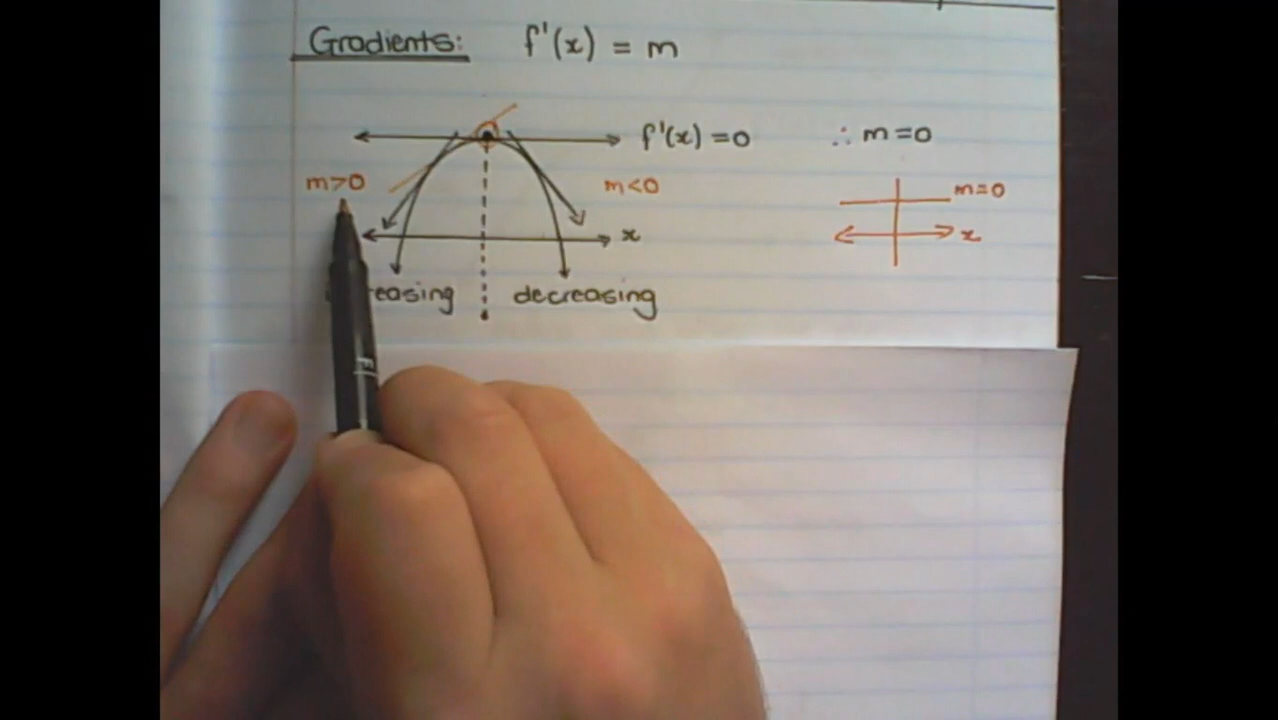 Gradients: f'(x) = m
f'(x) = 0 ∴ m = 0
m>0 m<0 m=0
x x
decreasing